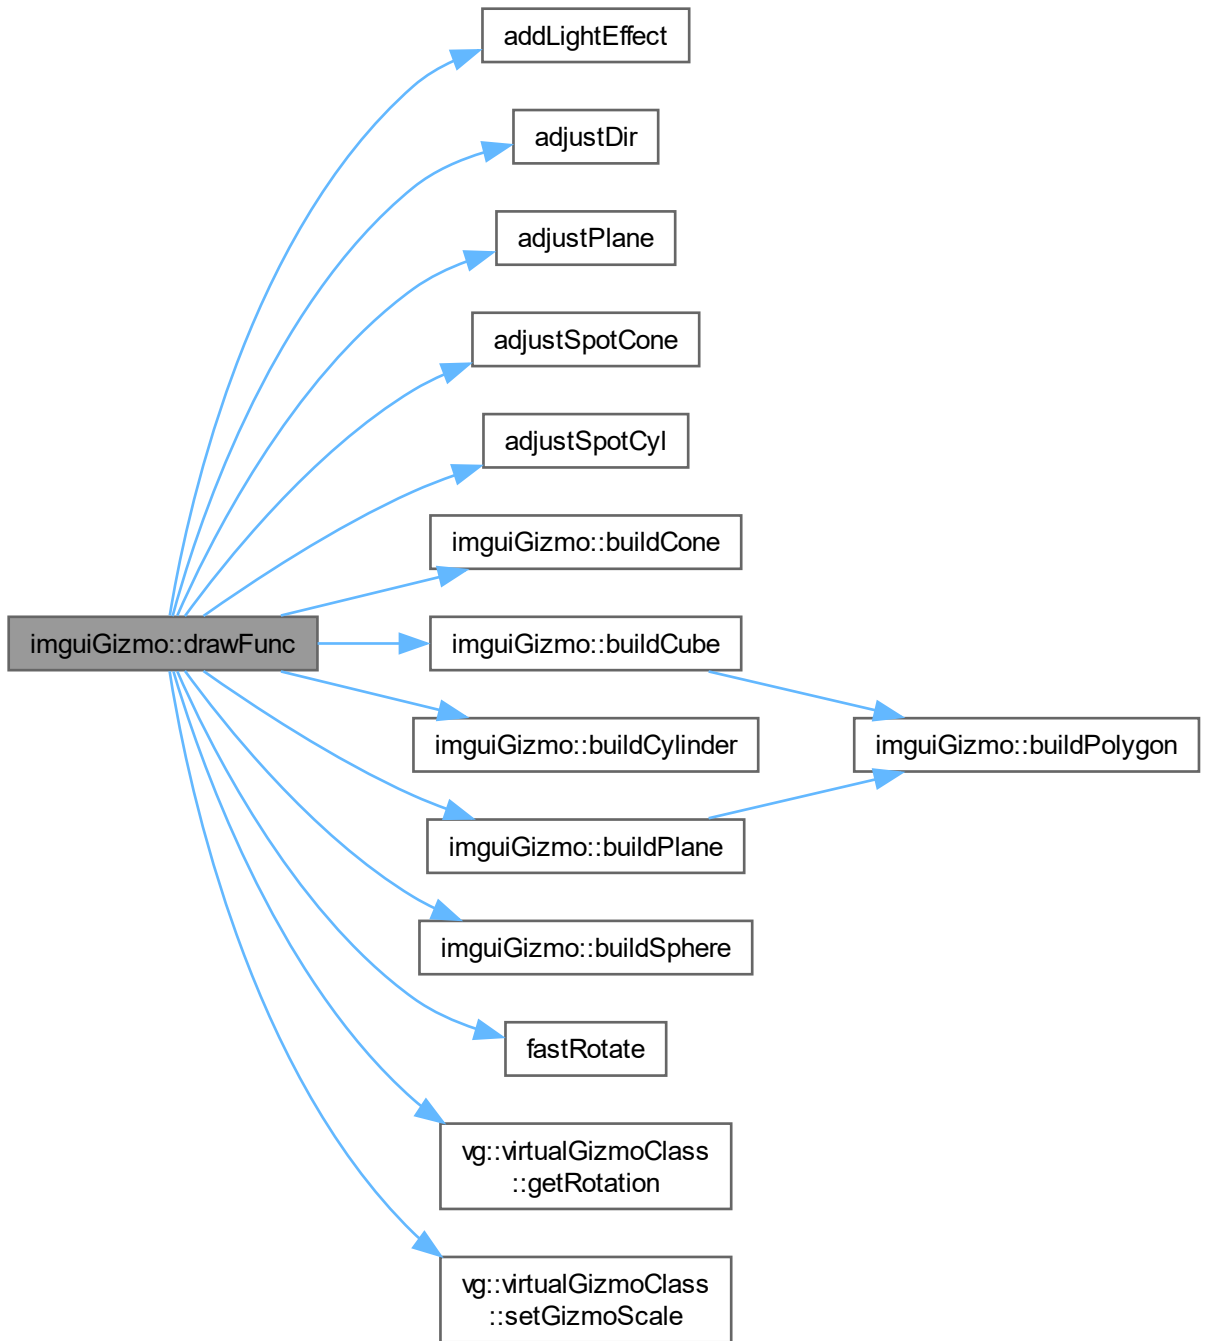 addLightEffect
adjustDir
adjustPlane
adjustSpotCone
adjustSpotCyl
imguiGizmo::buildCone
imguiGizmo::drawFunc
imguiGizmo::buildCube
imguiGizmo::buildCylinder
imguiGizmo::buildPolygon
imguiGizmo::buildPlane
imguiGizmo::buildSphere
fastRotate
vg::virtualGizmoClass
::getRotation
vg::virtualGizmoClass
::setGizmoScale